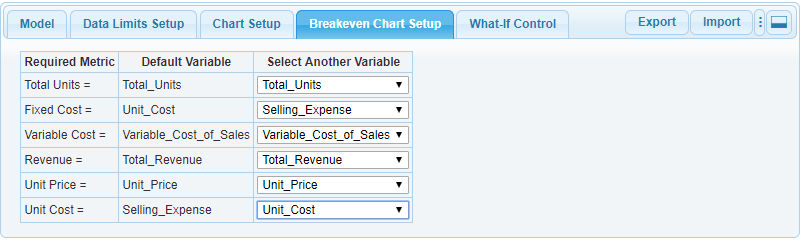 Model Data Limits Setup Chart Setup Breakeven Chart Setup What-If Control Export Import
Required Metric Default Variable Select Another Variable
Total Units = Total_Units Total_Units
Fixed Cost = Unit_Cost Selling_Expense
Variable Cost = Variable_Cost_of_Sales Variable_Cost_of_Sales
Revenue = Total_Revenue Total_Revenue
Unit Price = Unit_Price Unit_Price
Unit Cost = Selling_Expense Unit_Cost